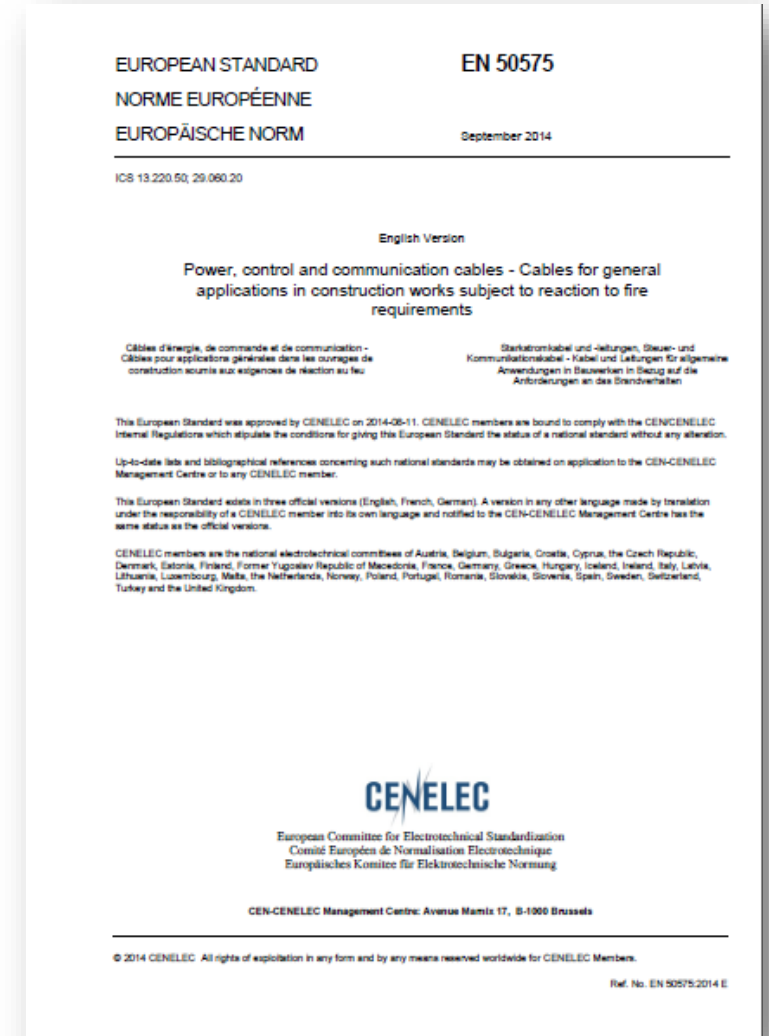 EUROPEAN STANDARD
EN 50575
NORME EUROPÉENNE
EUROPÄISCHE NORM
September 2014
ICS 13.220.50; 29.060.20
English Version
Power, control and communication cables - Cables for general
applications in construction works subject to reaction to fire
requirements
Câbles d'énergie, de commande et de communication -
Câbles pour applications générales dans les ouvrages de
construction soumis aux exigences de réaction au feu
Starkstromkabel und -leitungen, Steuer- und
Kommunikationskabel - Kabel und Leitungen für allgemeine
Anwendungen in Bauwerken in Bezug auf die
Anforderungen an das Brandverhalten
This European Standard was approved by CENELEC on 2014-08-11. CENELEC members are bound to comply with the CEN/CENELEC
Internal Regulations which stipulate the conditions for giving this European Standard the status of a national standard without any alteration.
Up-to-date lists and bibliographical references concerning such national standards may be obtained on application to the CEN-CENELEC
Management Centre or to any CENELEC member.
This European Standard exists in three official versions (English, French, German). A version in any other language made by translation
under the responsibility of a CENELEC member into its own language and notified to the CEN-CENELEC Management Centre has the
same status as the official versions.
CENELEC members are the national electrotechnical committees of Austria, Belgium, Bulgaria, Croatia, Cyprus, the Czech Republic,
Denmark, Estonia, Finland, Former Yugoslav Republic of Macedonia, France, Germany, Greece, Hungary, Iceland, Ireland, Italy, Latvia,
Lithuania, Luxembourg, Malta, the Netherlands, Norway, Poland, Portugal, Romania, Slovakia, Slovenia, Spain, Sweden, Switzerland,
Turkey and the United Kingdom.
CENELEC
European Committee for Electrotechnical Standardization
Comité Européen de Normalisation Electrotechnique
Europäisches Komitee für Elektrotechnische Normung
CEN-CENELEC Management Centre: Avenue Marnix 17, B-1000 Brussels
© 2014 CENELEC All rights of exploitation in any form and by any means reserved worldwide for CENELEC Members.
Ref. No. EN 50575:2014 E